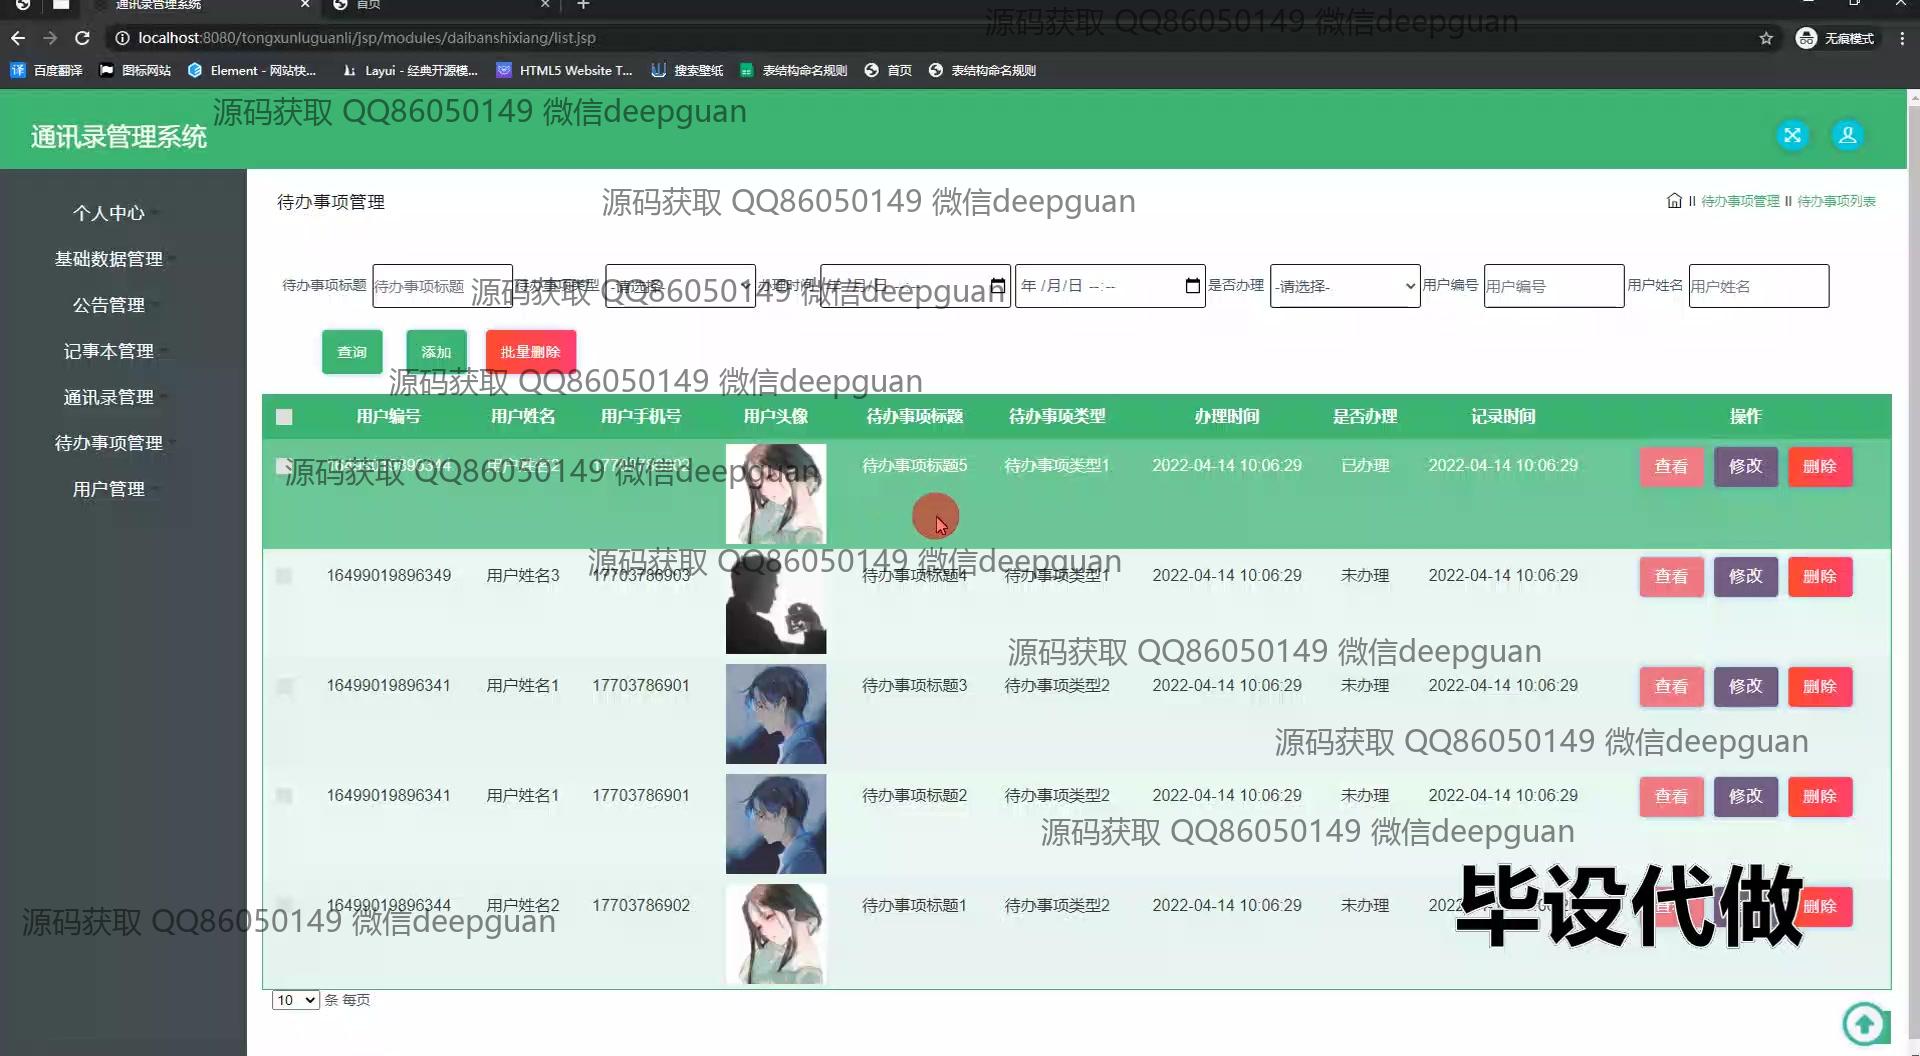 通讯录管理系统
首页
localhost:8080/tongxunluguanli/jsp/modules/daibanshixiang/list.jsp
无痕模式
源码获取 QQ86050149 微信deepguan
百度翻译
图标网站
Element - 网站快...
Layui - 经典开源模...
HTML5 Website T...
搜索壁纸
表结构命名规则
首页
表结构命名规则
源码获取 QQ86050149 微信deepguan
通讯录管理系统
个人中心
基础数据管理
公告管理
记事本管理
通讯录管理
待办事项管理
用户管理
待办事项管理
源码获取 QQ86050149 微信deepguan
II 待办事项管理 II 待办事项列表
待办事项标题 待办事项标题 待办事项类型 -请选择- 办理时间 年 /月/日 --:-- 年 /月/日 --:-- 是否办理 -请选择- 用户编号 用户编号 用户姓名 用户姓名
源码获取 QQ86050149 微信deepguan
查询 添加 批量删除
源码获取 QQ86050149 微信deepguan
用户编号 用户姓名 用户手机号 用户头像 待办事项标题 待办事项类型 办理时间 是否办理 记录时间 操作
16499019896344 用户姓名2 17703786902 待办事项标题5 待办事项类型1 2022-04-14 10:06:29 已办理 2022-04-14 10:06:29 查看 修改 删除
源码获取 QQ86050149 微信deepguan
源码获取 QQ86050149 微信deepguan
16499019896349 用户姓名3 17703786903 待办事项标题4 待办事项类型1 2022-04-14 10:06:29 未办理 2022-04-14 10:06:29 查看 修改 删除
源码获取 QQ86050149 微信deepguan
16499019896341 用户姓名1 17703786901 待办事项标题3 待办事项类型2 2022-04-14 10:06:29 未办理 2022-04-14 10:06:29 查看 修改 删除
源码获取 QQ86050149 微信deepguan
16499019896341 用户姓名1 17703786901 待办事项标题2 待办事项类型2 2022-04-14 10:06:29 未办理 2022-04-14 10:06:29 查看 修改 删除
源码获取 QQ86050149 微信deepguan
16499019896344 用户姓名2 17703786902 待办事项标题1 待办事项类型2 2022-04-14 10:06:29 未办理 删除
毕设代做
源码获取 QQ86050149 微信deepguan
10 条 每页